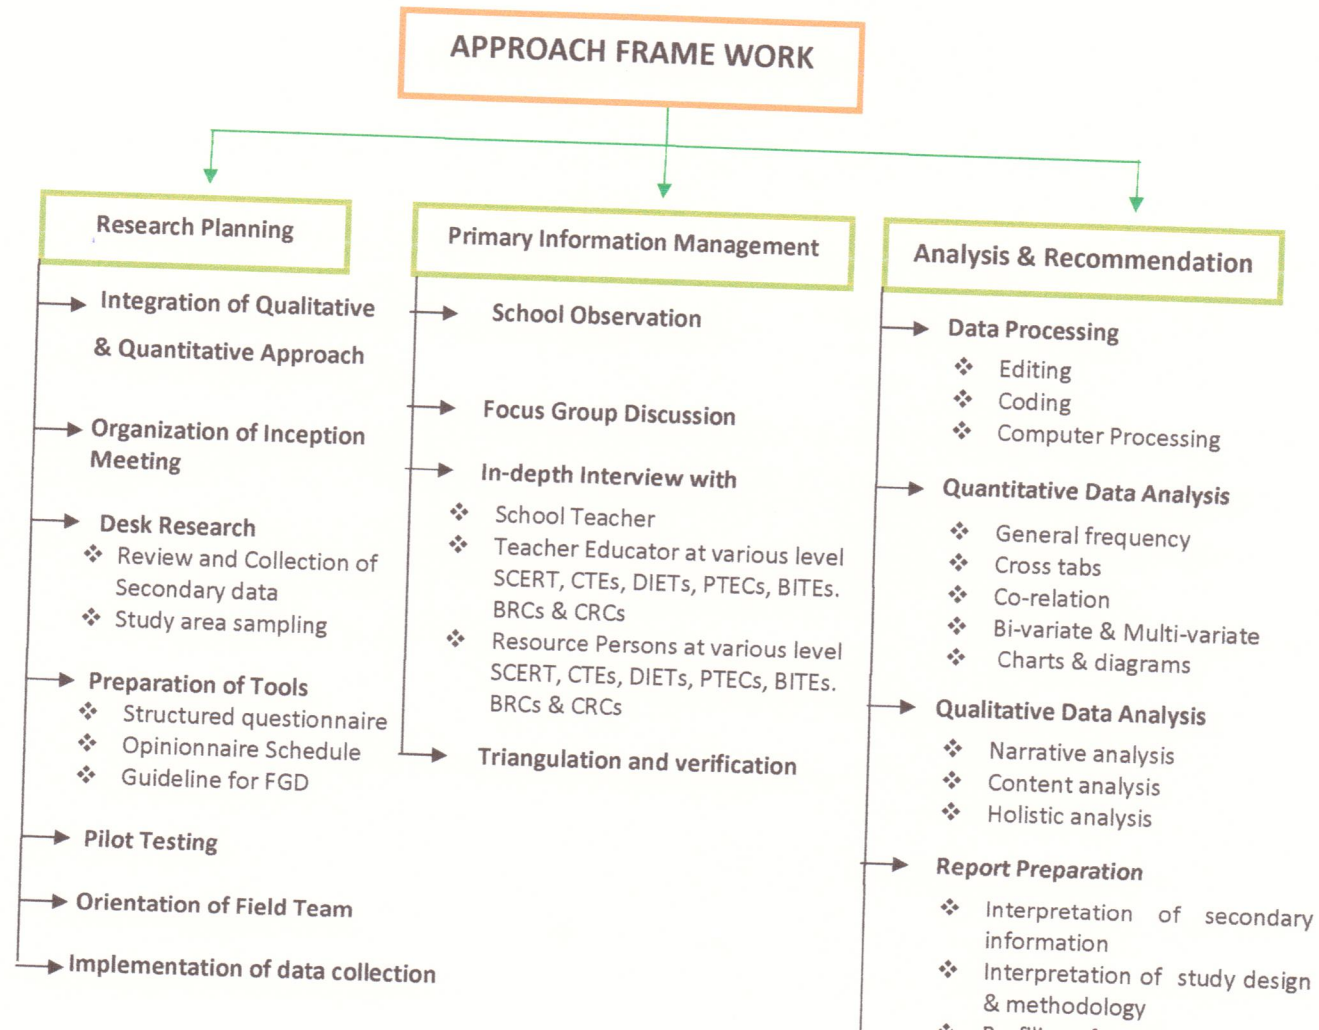 APPROACH FRAME WORK
Research Planning
Integration of Qualitative
& Quantitative Approach
Organization of Inception
Meeting
Desk Research
Review and Collection of
Secondary data
Study area sampling
Preparation of Tools
Structured questionnaire
Opinionnaire Schedule
Guideline for FGD
Pilot Testing
Orientation of Field Team
Implementation of data collection
Primary Information Management
School Observation
Focus Group Discussion
In-depth Interview with
School Teacher
Teacher Educator at various level
SCERT, CTEs, DIETs, PTECs, BITEs.
BRCs & CRCs
Resource Persons at various level
SCERT, CTEs, DIETs, PTECs, BITEs.
BRCs & CRCs
Triangulation and verification
Analysis & Recommendation
Data Processing
Editing
Coding
Computer Processing
Quantitative Data Analysis
General frequency
Cross tabs
Co-relation
Bi-variate & Multi-variate
Charts & diagrams
Qualitative Data Analysis
Narrative analysis
Content analysis
Holistic analysis
Report Preparation
Interpretation of secondary
information
Interpretation of study design
& methodology